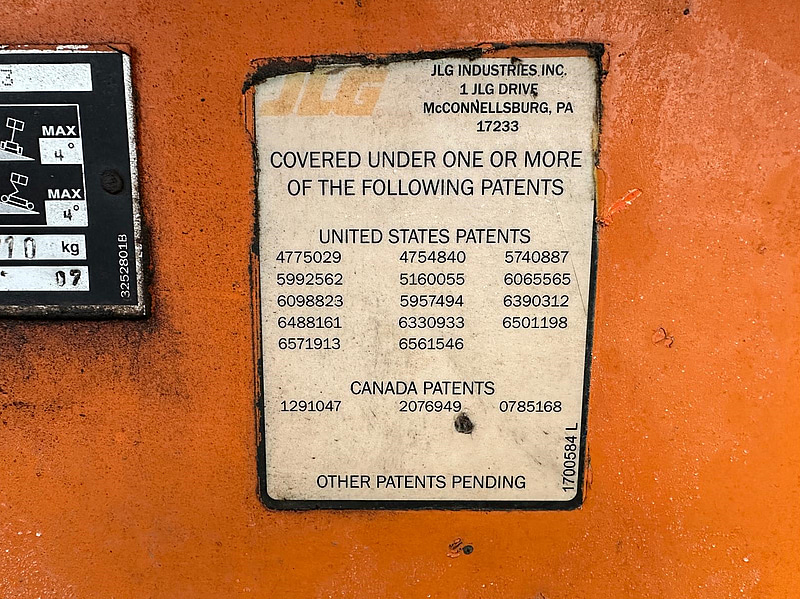 3
MAX
4°
MAX
4°
10 kg
07
3252801B
JLG
JLG INDUSTRIES INC.
1 JLG DRIVE
McCONNELLSBURG, PA
17233
COVERED UNDER ONE OR MORE
OF THE FOLLOWING PATENTS
UNITED STATES PATENTS
4775029 4754840 5740887
5992562 5160055 6065565
6098823 5957494 6390312
6488161 6330933 6501198
6571913 6561546
CANADA PATENTS
1291047 2076949 0785168
OTHER PATENTS PENDING
1700584 L